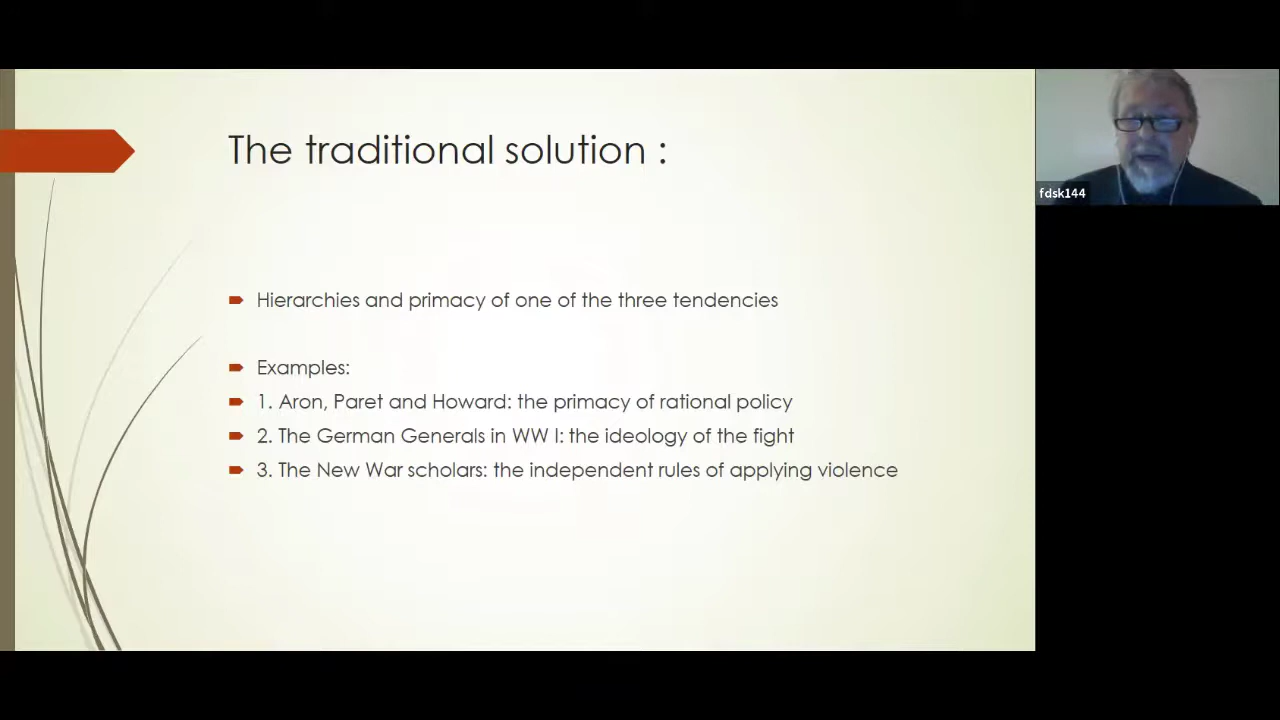 The traditional solution :
Hierarchies and primacy of one of the three tendencies
Examples:
1. Aron, Paret and Howard: the primacy of rational policy
2. The German Generals in WW I: the ideology of the fight
3. The New War scholars: the independent rules of applying violence
fdsk144